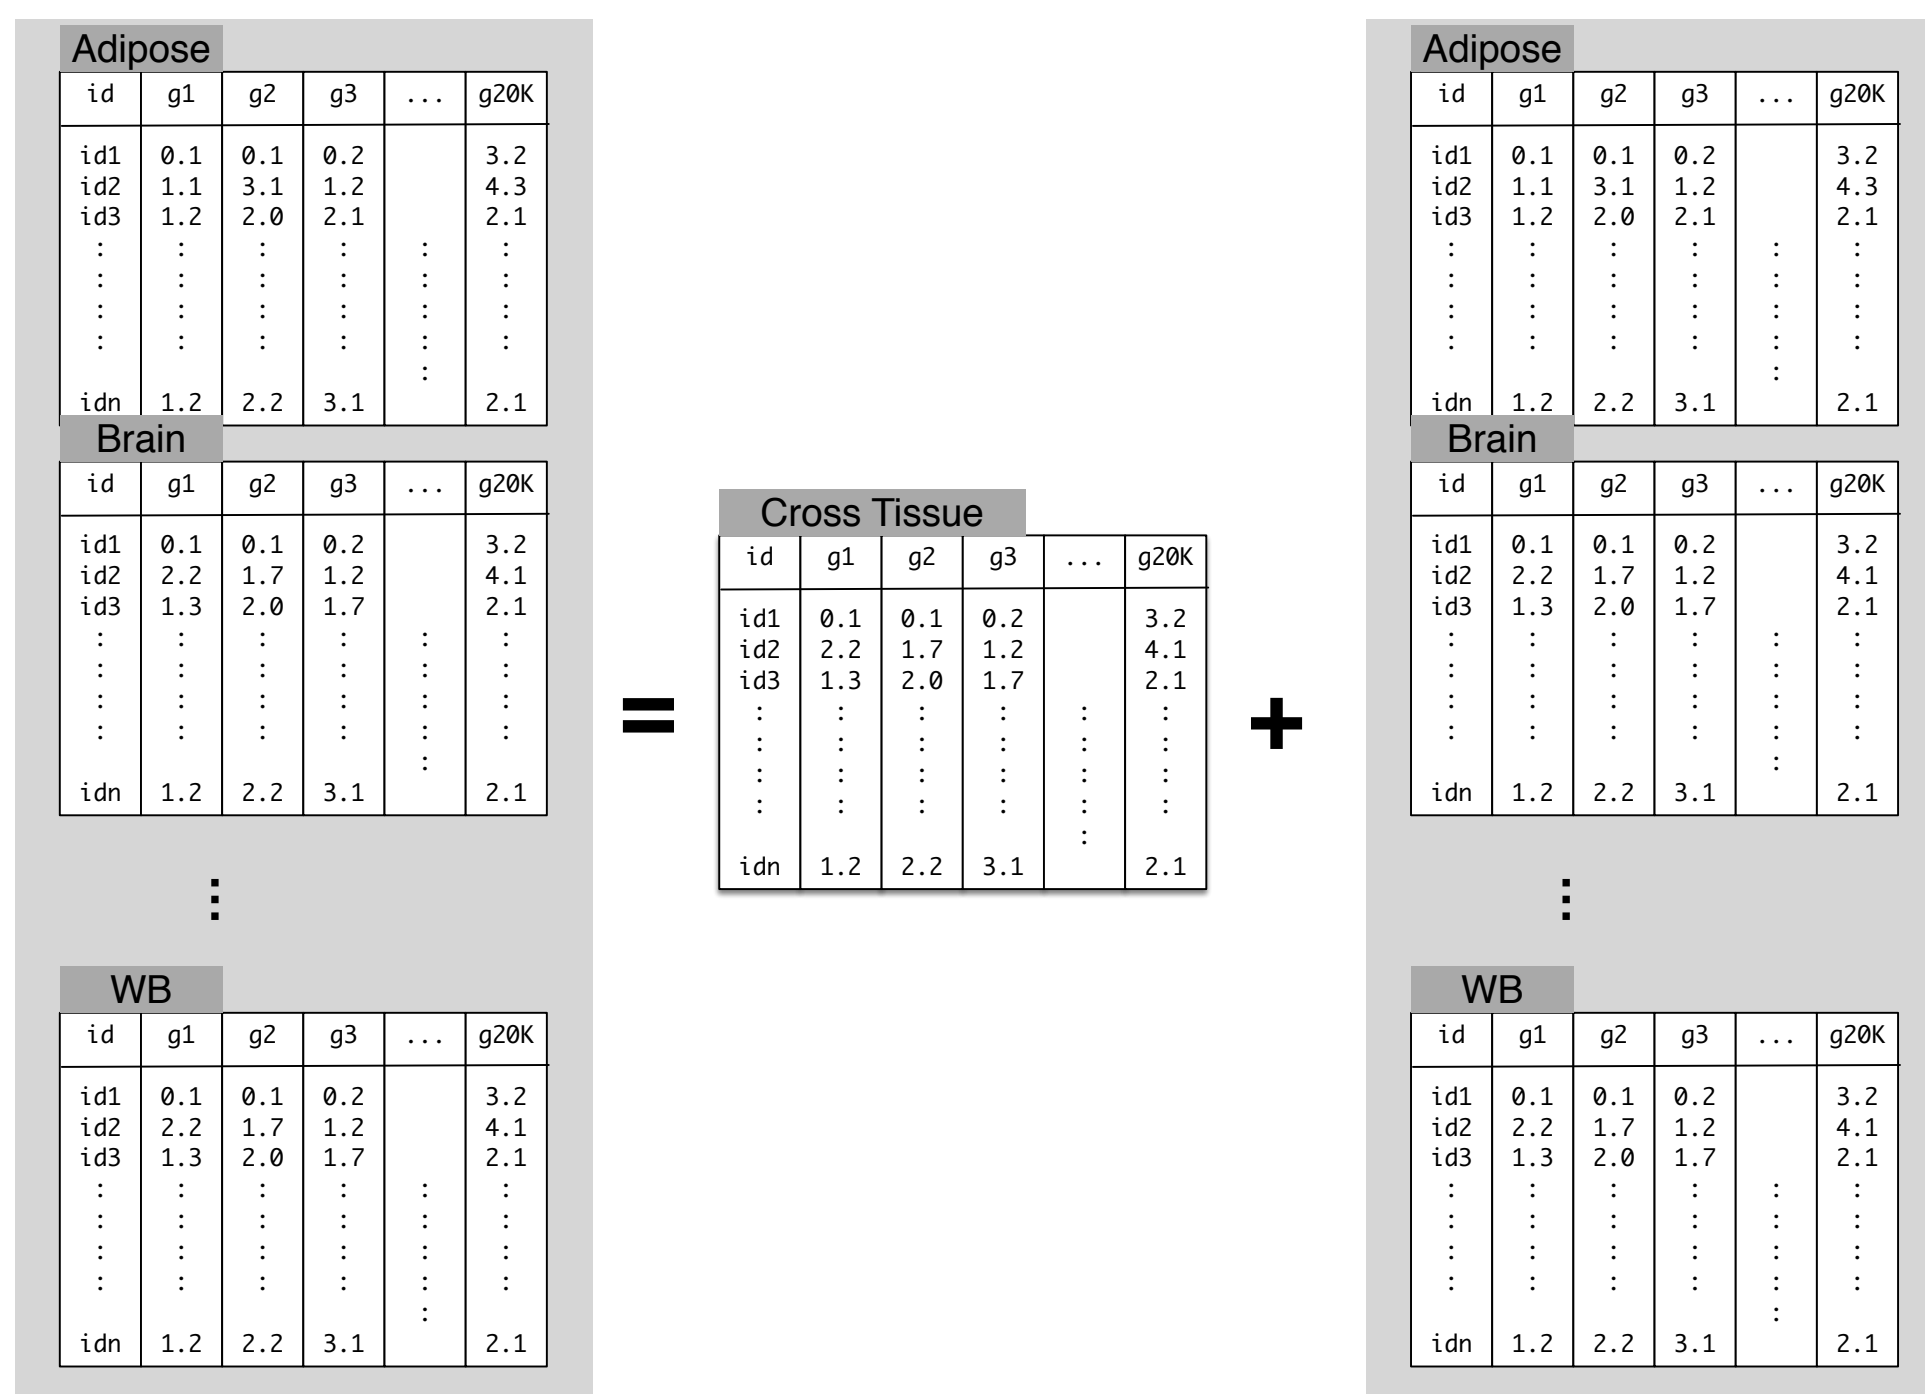 Adipose
id g1 g2 g3 ... g20K
id1 0.1 0.1 0.2 3.2
id2 1.1 3.1 1.2 4.3
id3 1.2 2.0 2.1 2.1
: : : : : :
: : : : : :
: : : : : :
: : : : : :
:
idn 1.2 2.2 3.1 2.1
Brain
id g1 g2 g3 ... g20K
id1 0.1 0.1 0.2 3.2
id2 2.2 1.7 1.2 4.1
id3 1.3 2.0 1.7 2.1
: : : : : :
: : : : : :
: : : : : :
: : : : : :
:
idn 1.2 2.2 3.1 2.1
⋮
WB
id g1 g2 g3 ... g20K
id1 0.1 0.1 0.2 3.2
id2 2.2 1.7 1.2 4.1
id3 1.3 2.0 1.7 2.1
: : : : : :
: : : : : :
: : : : : :
: : : : : :
:
idn 1.2 2.2 3.1 2.1
=
Cross Tissue
id g1 g2 g3 ... g20K
id1 0.1 0.1 0.2 3.2
id2 2.2 1.7 1.2 4.1
id3 1.3 2.0 1.7 2.1
: : : : : :
: : : : : :
: : : : : :
: : : : : :
:
idn 1.2 2.2 3.1 2.1
+
Adipose
id g1 g2 g3 ... g20K
id1 0.1 0.1 0.2 3.2
id2 1.1 3.1 1.2 4.3
id3 1.2 2.0 2.1 2.1
: : : : : :
: : : : : :
: : : : : :
: : : : : :
:
idn 1.2 2.2 3.1 2.1
Brain
id g1 g2 g3 ... g20K
id1 0.1 0.1 0.2 3.2
id2 2.2 1.7 1.2 4.1
id3 1.3 2.0 1.7 2.1
: : : : : :
: : : : : :
: : : : : :
: : : : : :
:
idn 1.2 2.2 3.1 2.1
⋮
WB
id g1 g2 g3 ... g20K
id1 0.1 0.1 0.2 3.2
id2 2.2 1.7 1.2 4.1
id3 1.3 2.0 1.7 2.1
: : : : : :
: : : : : :
: : : : : :
: : : : : :
:
idn 1.2 2.2 3.1 2.1